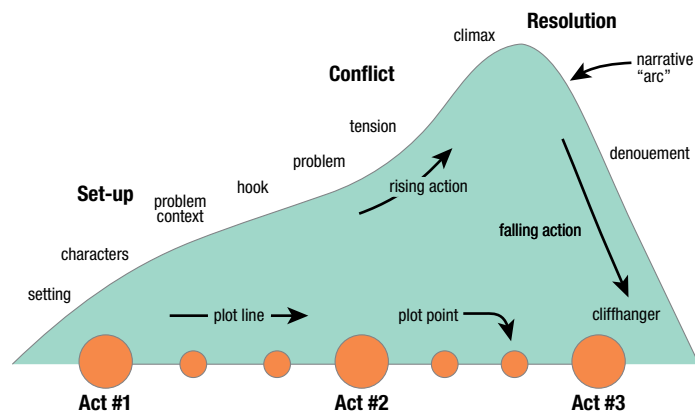 Resolution
climax
narrative
“arc”
Conflict
tension
denouement
problem
rising action
hook
Set-up
problem
context
falling action
characters
setting
plot line
plot point
cliffhanger
Act #1
Act #2
Act #3